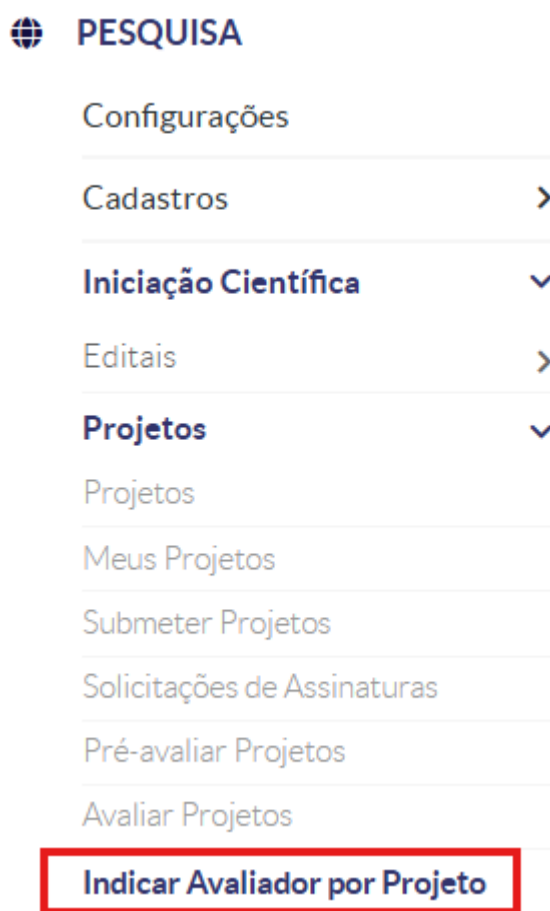 PESQUISA
Configurações
Cadastros
Iniciação Científica
Editais
Projetos
Projetos
Meus Projetos
Submeter Projetos
Solicitações de Assinaturas
Pré-avaliar Projetos
Avaliar Projetos
Indicar Avaliador por Projeto